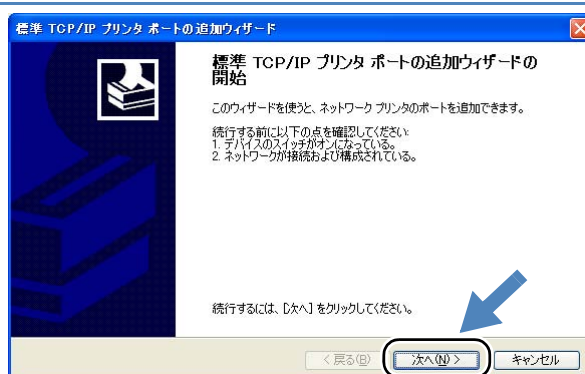 標準 TCP/IP プリンタ ポートの追加ウィザード
標準 TCP/IP プリンタ ポートの追加ウィザードの
開始
このウィザードを使うと、ネットワーク プリンタのポートを追加できます。
続行する前に以下の点を確認してください:
1. デバイスのスイッチがオンになっている。
2. ネットワークが接続および構成されている。
続行するには、[次へ] をクリックしてください。
< 戻る(B)
次へ(N) >
キャンセル